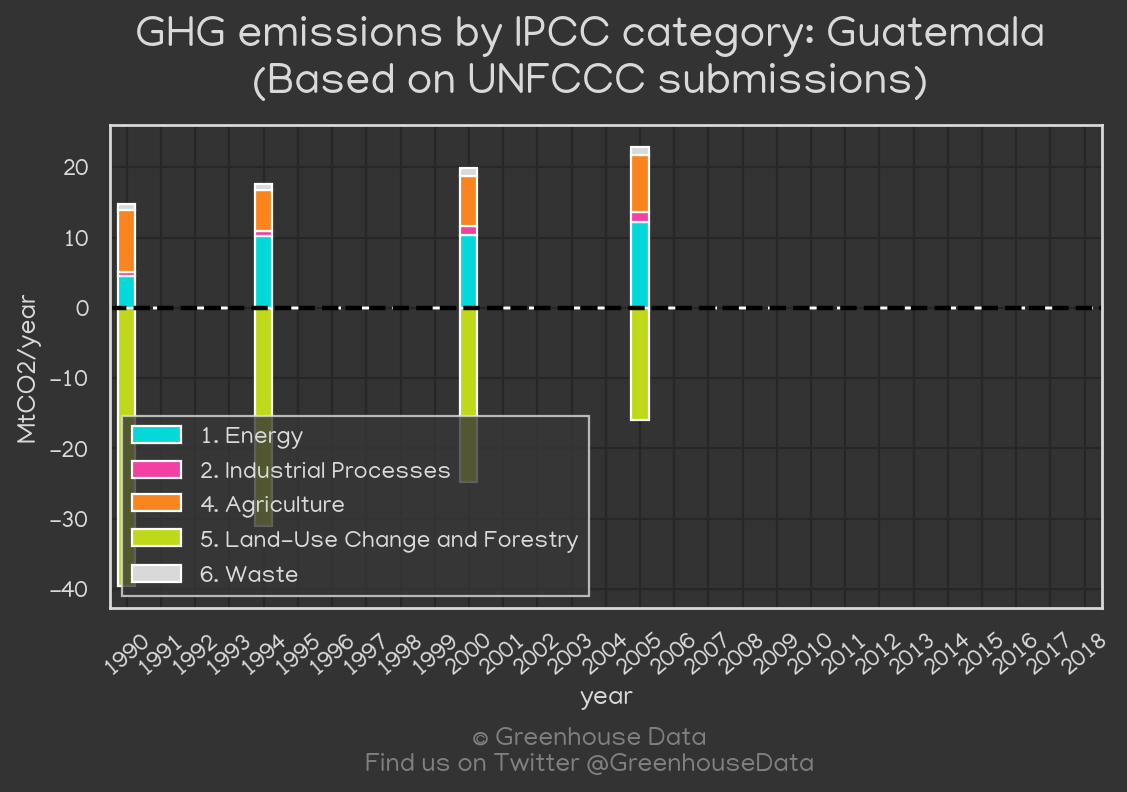 GHG emissions by IPCC category: Guatemala
(Based on UNFCCC submissions)
MtCO2/year
20
10
0
−10
−20
−30
−40
1. Energy
2. Industrial Processes
4. Agriculture
5. Land-Use Change and Forestry
6. Waste
1990 1991 1992 1993 1994 1995 1996 1997 1998 1999 2000 2001 2002 2003 2004 2005 2006 2007 2008 2009 2010 2011 2012 2013 2014 2015 2016 2017 2018
year
© Greenhouse Data
Find us on Twitter @GreenhouseData